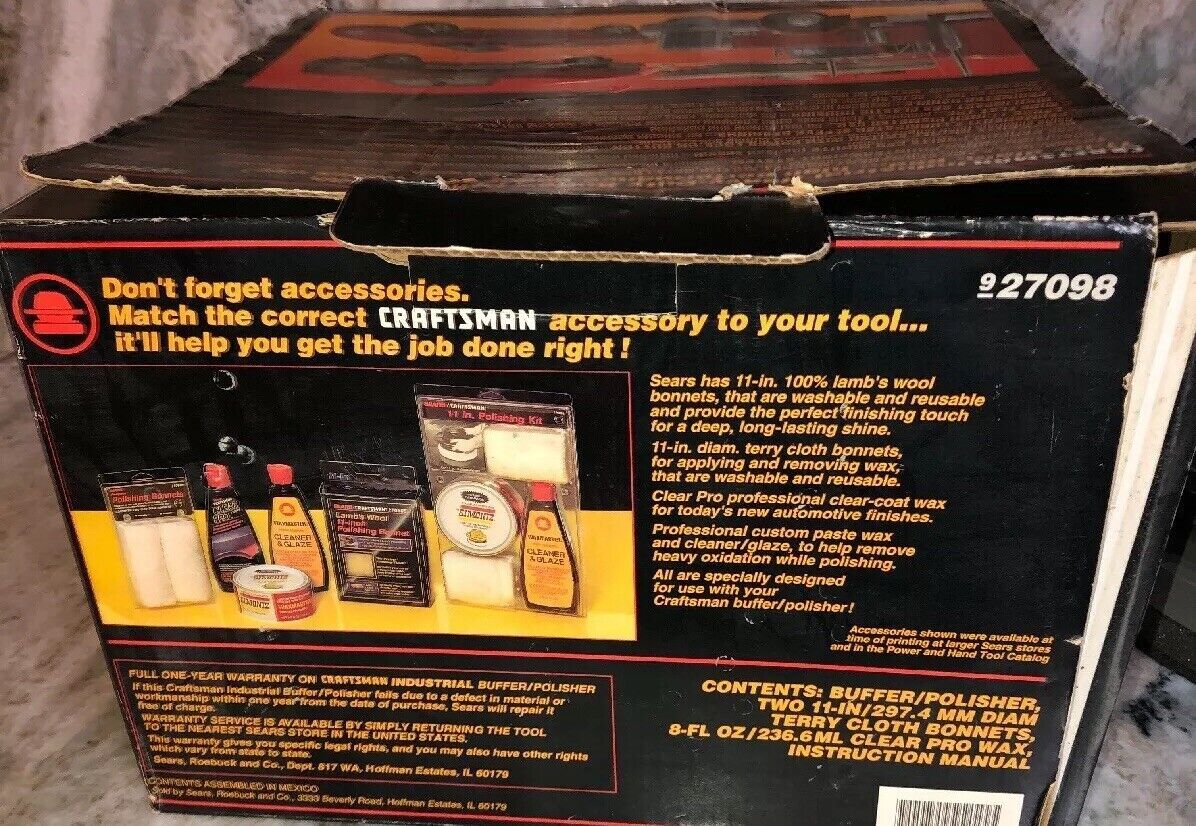 Don't forget accessories.
Match the correct CRAFTSMAN accessory to your tool...
it'll help you get the job done right !
9 27098
Sears has 11-in. 100% lamb's wool
bonnets, that are washable and reusable
and provide the perfect finishing touch
for a deep, long-lasting shine.
11-in. diam. terry cloth bonnets,
for applying and removing wax,
that are washable and reusable.
Clear Pro professional clear-coat wax
for today's new automotive finishes.
Professional custom paste wax
and cleaner/glaze, to help remove
heavy oxidation while polishing.
All are specially designed
for use with your
Craftsman buffer/polisher!
Accessories shown were available at
time of printing at larger Sears stores
and in the Power and Hand Tool Catalog
Polishing Bonnets
CLEANER
& GLAZE
Lamb's Wool
11-Inch
Polishing Bonnet
SEARS/CRAFTSMAN
11 in. Polishing Kit
CLEANER
& GLAZE
FULL ONE-YEAR WARRANTY ON CRAFTSMAN INDUSTRIAL BUFFER/POLISHER
If this Craftsman Industrial Buffer/Polisher fails due to a defect in material or
workmanship within one year from the date of purchase, Sears will repair it
free of charge.
WARRANTY SERVICE IS AVAILABLE BY SIMPLY RETURNING THE TOOL
TO THE NEAREST SEARS STORE IN THE UNITED STATES.
This warranty gives you specific legal rights, and you may also have other rights
which vary from state to state.
Sears, Roebuck and Co., Dept. 817 WA, Hoffman Estates, IL 60179
CONTENTS ASSEMBLED IN MEXICO
Sold by Sears, Roebuck and Co., 3333 Beverly Road, Hoffman Estates, IL 60179
CONTENTS: BUFFER/POLISHER,
TWO 11-IN/297.4 MM DIAM
TERRY CLOTH BONNETS,
8-FL OZ/236.6 ML CLEAR PRO WAX,
INSTRUCTION MANUAL